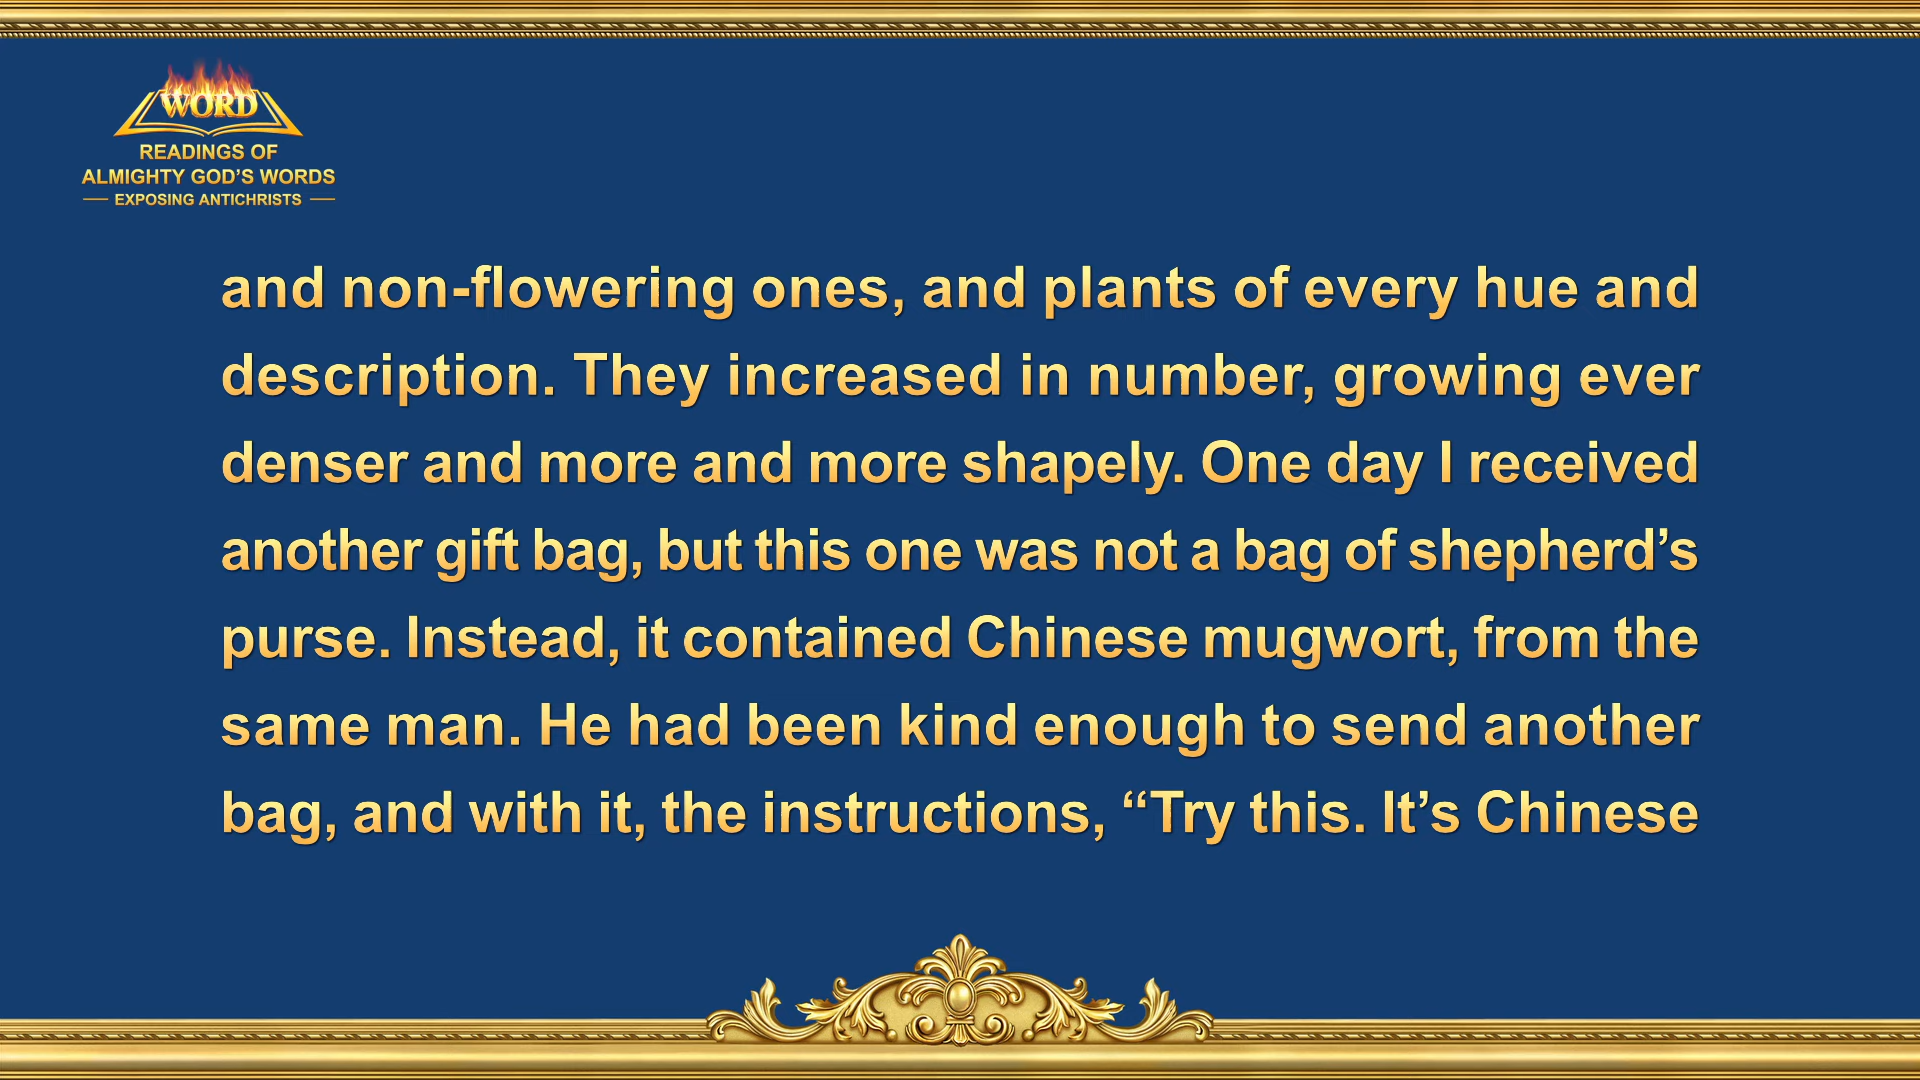 WORD
READINGS OF
ALMIGHTY GOD’S WORDS
EXPOSING ANTICHRISTS
and non-flowering ones, and plants of every hue and
description. They increased in number, growing ever
denser and more and more shapely. One day I received
another gift bag, but this one was not a bag of shepherd’s
purse. Instead, it contained Chinese mugwort, from the
same man. He had been kind enough to send another
bag, and with it, the instructions, “Try this. It’s Chinese